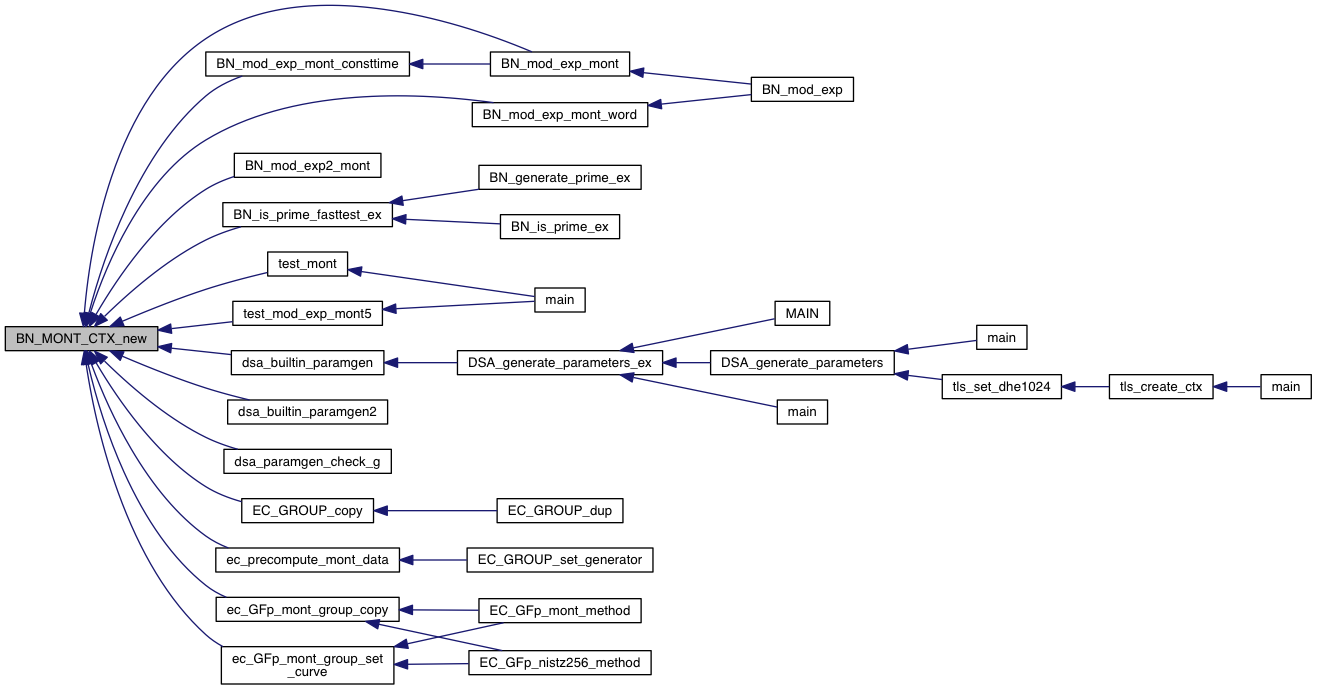 BN_mod_exp_mont_consttime
BN_mod_exp_mont
BN_mod_exp
BN_mod_exp_mont_word
BN_mod_exp2_mont
BN_generate_prime_ex
BN_is_prime_fasttest_ex
BN_is_prime_ex
test_mont
main
test_mod_exp_mont5
MAIN
BN_MONT_CTX_new
main
dsa_builtin_paramgen
DSA_generate_parameters_ex
DSA_generate_parameters
tls_set_dhe1024
tls_create_ctx
main
dsa_builtin_paramgen2
main
dsa_paramgen_check_g
EC_GROUP_copy
EC_GROUP_dup
ec_precompute_mont_data
EC_GROUP_set_generator
ec_GFp_mont_group_copy
EC_GFp_mont_method
ec_GFp_mont_group_set
_curve
EC_GFp_nistz256_method